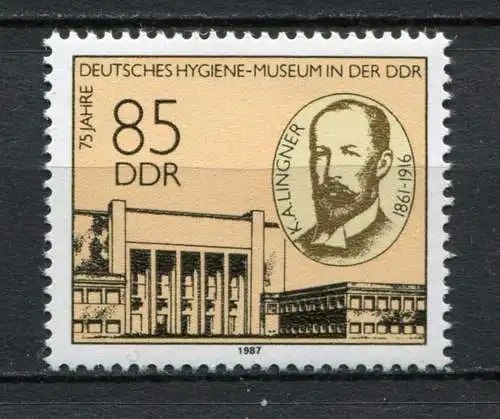 DEUTSCHES HYGIENE-MUSEUM IN DER DDR
75 JAHRE
85
DDR
K.A.LINGNER
1861-1916
1987